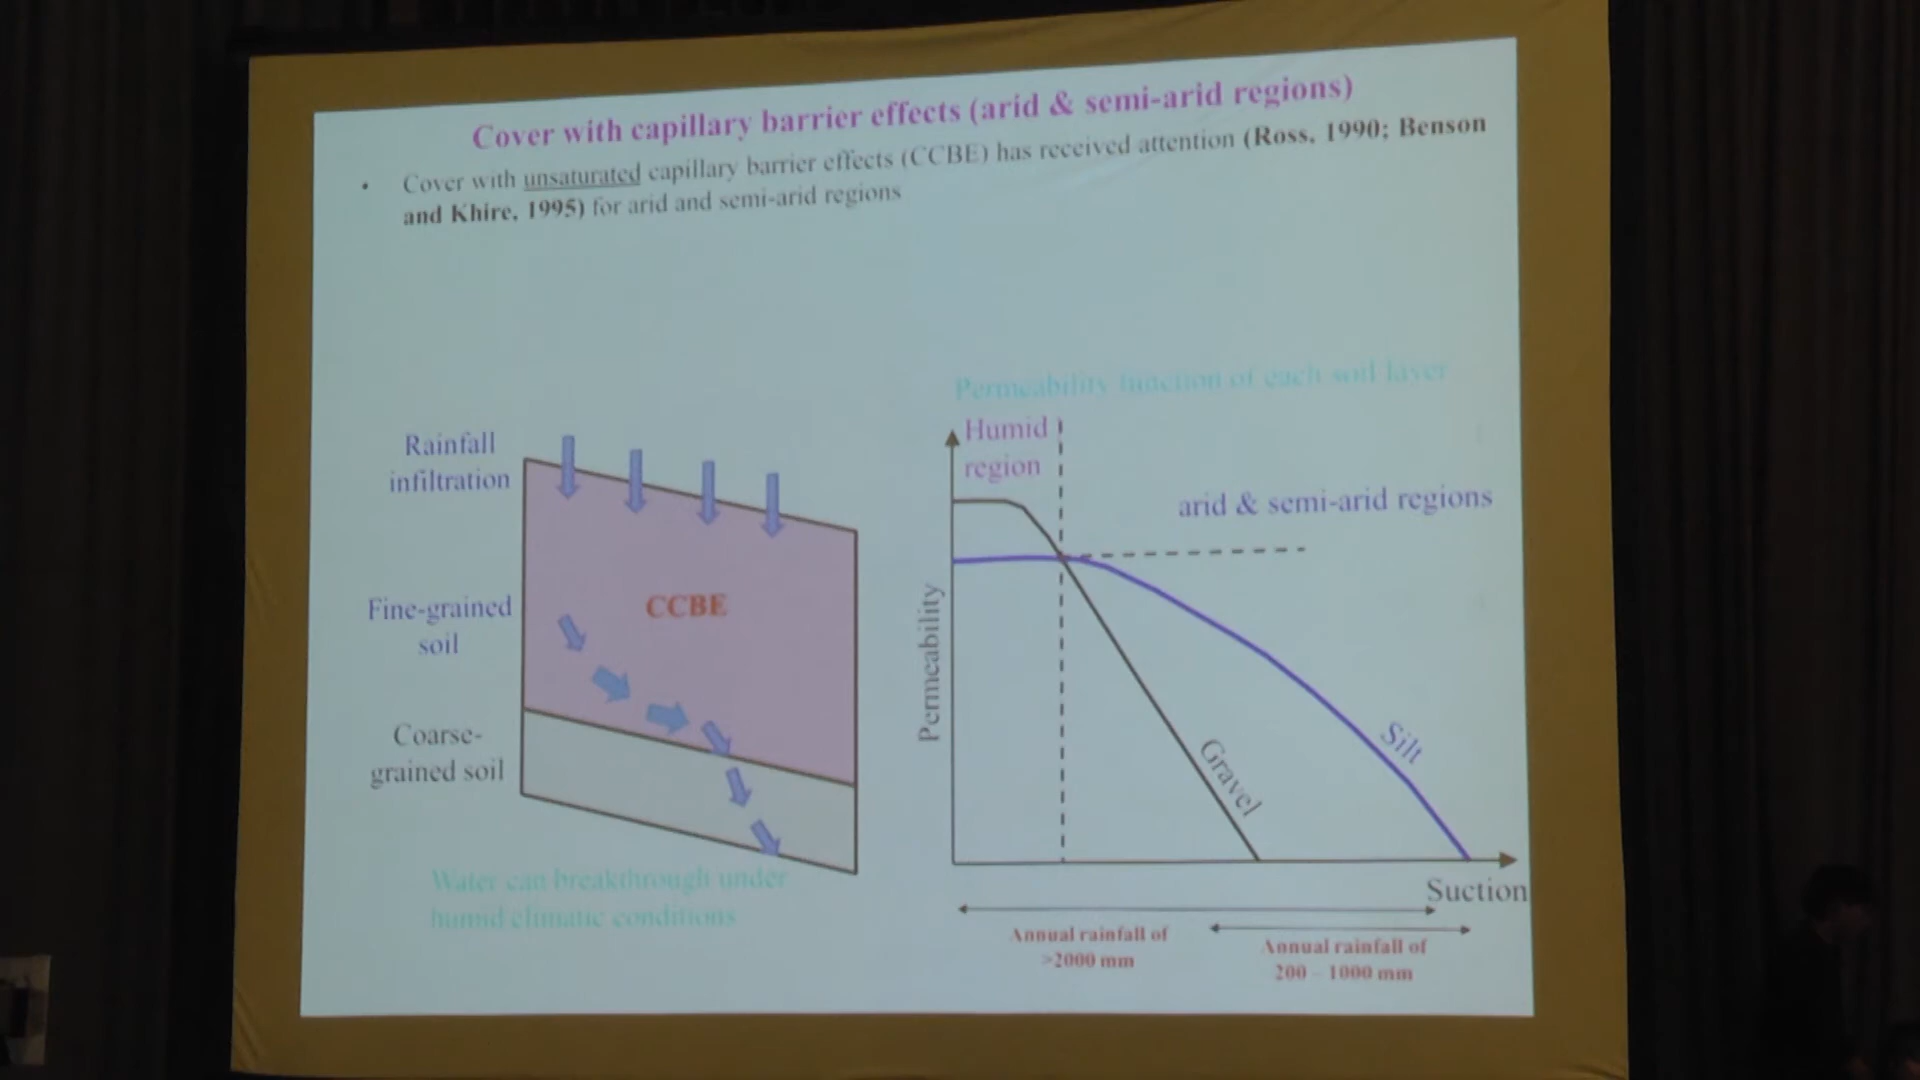 Cover with capillary barrier effects (arid & semi-arid regions)
• Cover with unsaturated capillary barrier effects (CCBE) has received attention (Ross, 1990; Benson
and Khire, 1995) for arid and semi-arid regions
Permeability function of each soil layer
Rainfall
infiltration
Fine-grained
soil
Coarse-
grained soil
CCBE
Water can breakthrough under
humid climatic conditions
Humid
region
arid & semi-arid regions
Permeability
Gravel
Silt
Suction
Annual rainfall of
>2000 mm
Annual rainfall of
200 – 1000 mm